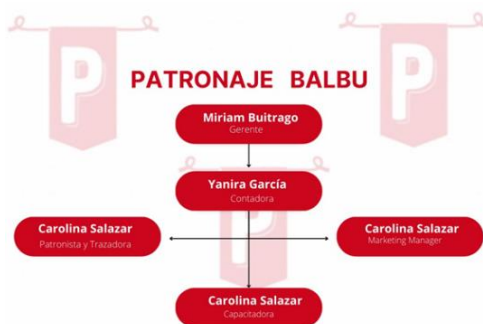 P
P
PATRONAJE BALBU
Miriam Buitrago
Gerente
P
Yanira García
Contadora
Carolina Salazar
Patronista y Trazadora
Carolina Salazar
Marketing Manager
Carolina Salazar
Capacitadora